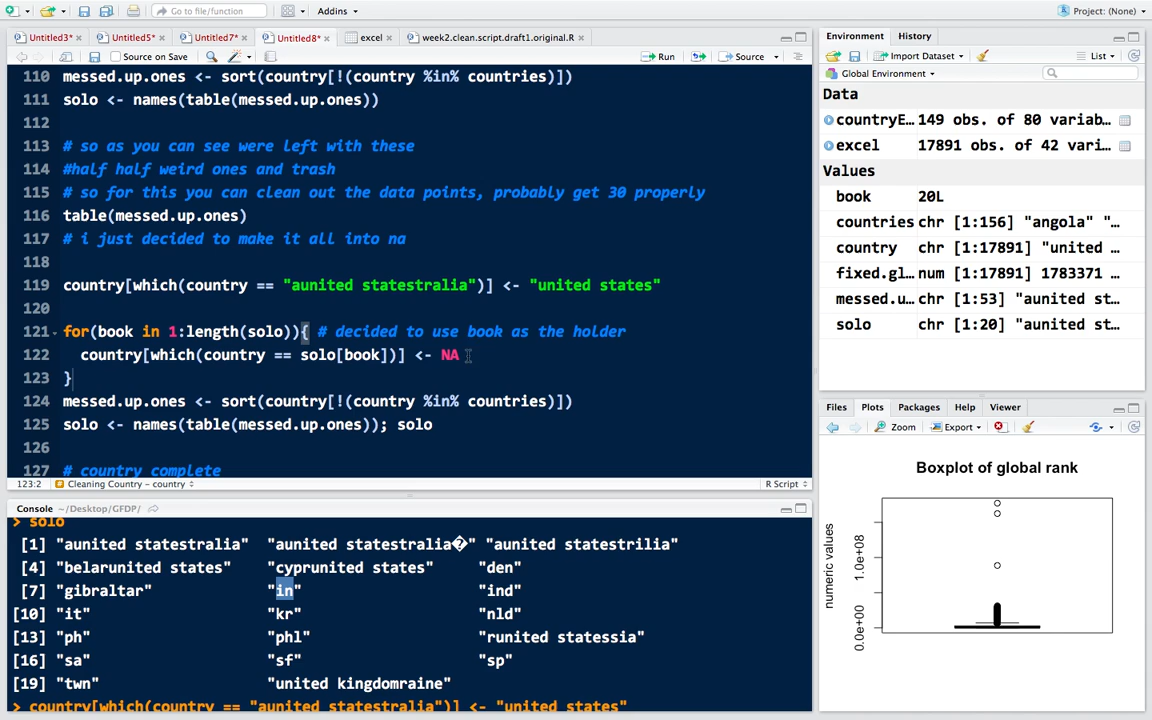 Go to file/function
Addins
Project: (None)
Untitled3*
Untitled5*
Untitled7*
Untitled8*
excel
week2.clean.script.draft1.original.R
Source on Save
Run
Source
110 messed.up.ones <- sort(country[!(country %in% countries)])
111 solo <- names(table(messed.up.ones))
112
113 # so as you can see were left with these
114 #half half weird ones and trash
115 # so for this you can clean out the data points, probably get 30 properly
116 table(messed.up.ones)
117 # i just decided to make it all into na
118
119 country[which(country == "aunited statestralia")] <- "united states"
120
121 for(book in 1:length(solo)){ # decided to use book as the holder
122 country[which(country == solo[book])] <- NA
123 }
124 messed.up.ones <- sort(country[!(country %in% countries)])
125 solo <- names(table(messed.up.ones)); solo
126
127 # country complete
123:2 Cleaning Country - country
R Script
Console ~/Desktop/GFDP/
> solo
[1] "aunited statestralia" "aunited statestralia�" "aunited statestrilia"
[4] "belarunited states" "cyprunited states" "den"
[7] "gibraltar" "in" "ind"
[10] "it" "kr" "nld"
[13] "ph" "phl" "runited statessia"
[16] "sa" "sf" "sp"
[19] "twn" "united kingdomraine"
> country[which(country == "aunited statestralia")] <- "united states"
Environment History
Import Dataset
List
Global Environment
Data
countryE… 149 obs. of 80 variab…
excel 17891 obs. of 42 vari…
Values
book 20L
countries chr [1:156] "angola" "…
country chr [1:17891] "united …
fixed.gl… num [1:17891] 1783371 …
messed.u… chr [1:53] "aunited st…
solo chr [1:20] "aunited st…
Files Plots Packages Help Viewer
Zoom Export
Boxplot of global rank
numeric values
1.0e+08
0.0e+00